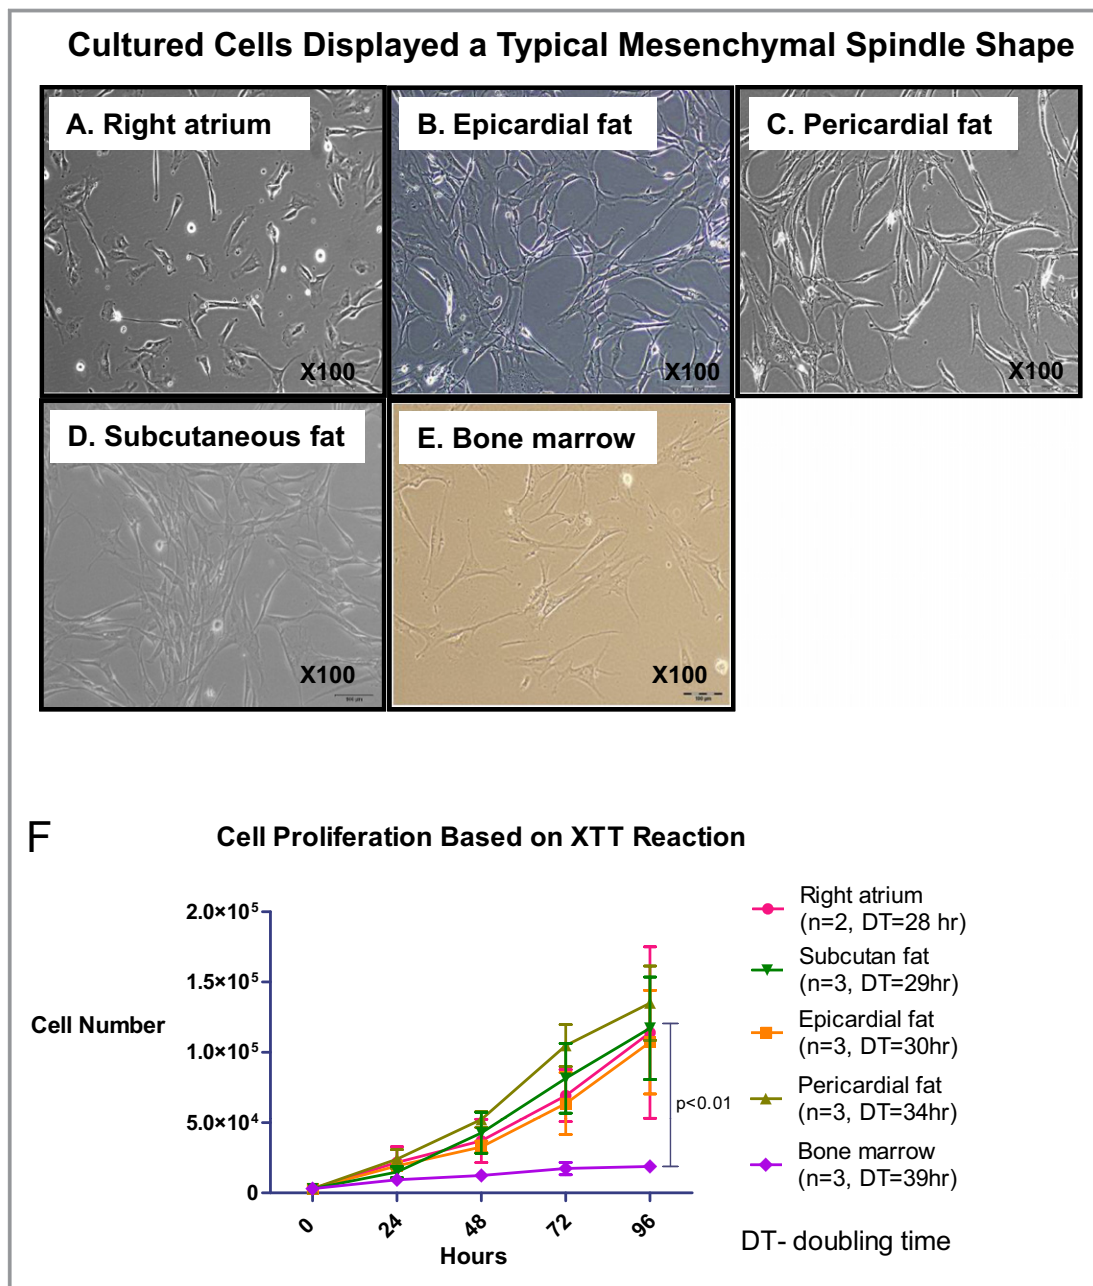 Cultured Cells Displayed a Typical Mesenchymal Spindle Shape
A. Right atrium
B. Epicardial fat
C. Pericardial fat
X100
X100
X100
D. Subcutaneous fat
E. Bone marrow
X100
X100
F
Cell Proliferation Based on XTT Reaction
2.0×10⁵
1.5×10⁵
1.0×10⁵
5.0×10⁴
0
Cell Number
0
24
48
72
96
Hours
p<0.01
Right atrium
(n=2, DT=28 hr)
Subcutan fat
(n=3, DT=29hr)
Epicardial fat
(n=3, DT=30hr)
Pericardial fat
(n=3, DT=34hr)
Bone marrow
(n=3, DT=39hr)
DT- doubling time